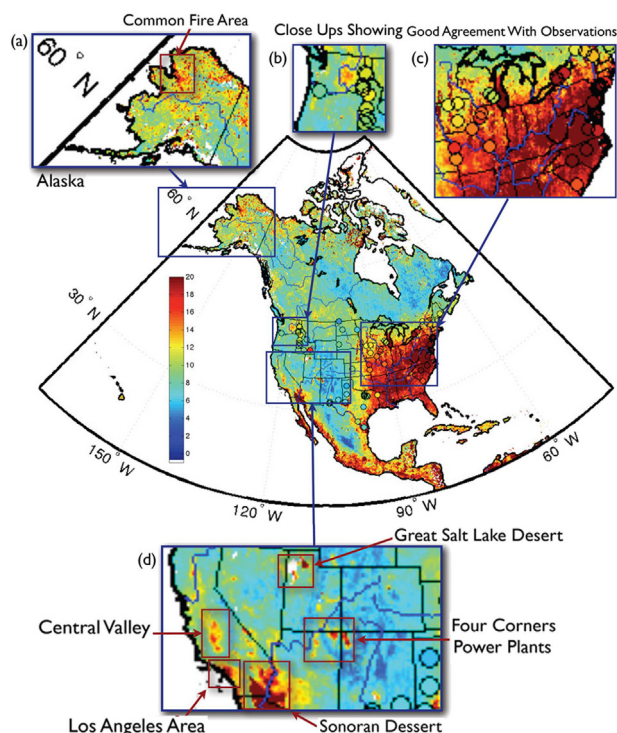 Common Fire Area
Close Ups Showing Good Agreement With Observations
(a)
(b)
(c)
60 N
Alaska
60° N
30° N
20
18
16
14
12
10
8
6
4
2
0
150° W
120° W
90° W
60° W
Great Salt Lake Desert
(d)
Central Valley
Four Corners
Power Plants
Los Angeles Area
Sonoran Dessert